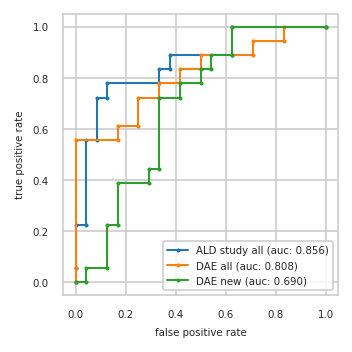 1.0
0.8
0.6
0.4
0.2
0.0
true positive rate
ALD study all (auc: 0.856)
DAE all (auc: 0.808)
DAE new (auc: 0.690)
0.0 0.2 0.4 0.6 0.8 1.0
false positive rate